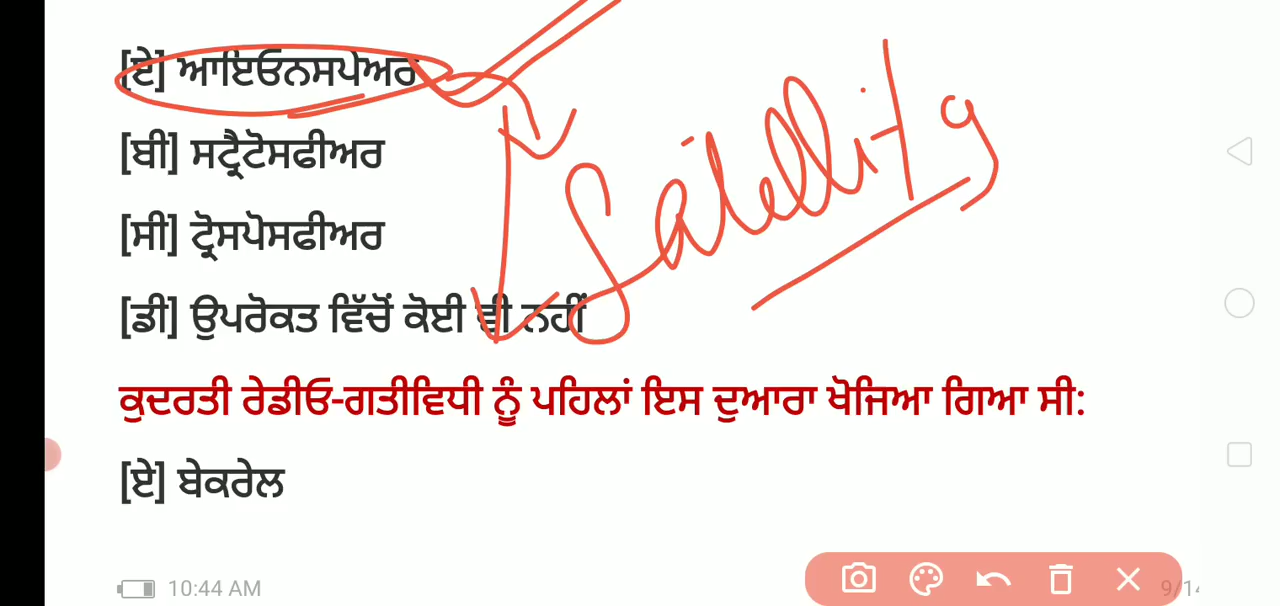 [ਏ] ਆਇਓਨਸਪੇਅਰ
[ਬੀ] ਸਟ੍ਰੈਟੋਸਫੀਅਰ
[ਸੀ] ਟ੍ਰੋਸਪੋਸਫੀਅਰ
[ਡੀ] ਉਪਰੋਕਤ ਵਿੱਚੋਂ ਕੋਈ ਵੀ ਨਹੀਂ
ਕੁਦਰਤੀ ਰੇਡੀਓ-ਗਤੀਵਿਧੀ ਨੂੰ ਪਹਿਲਾਂ ਇਸ ਦੁਆਰਾ ਖੋਜਿਆ ਗਿਆ ਸੀ:
[ਏ] ਬੇਕਰੇਲ
10:44 AM